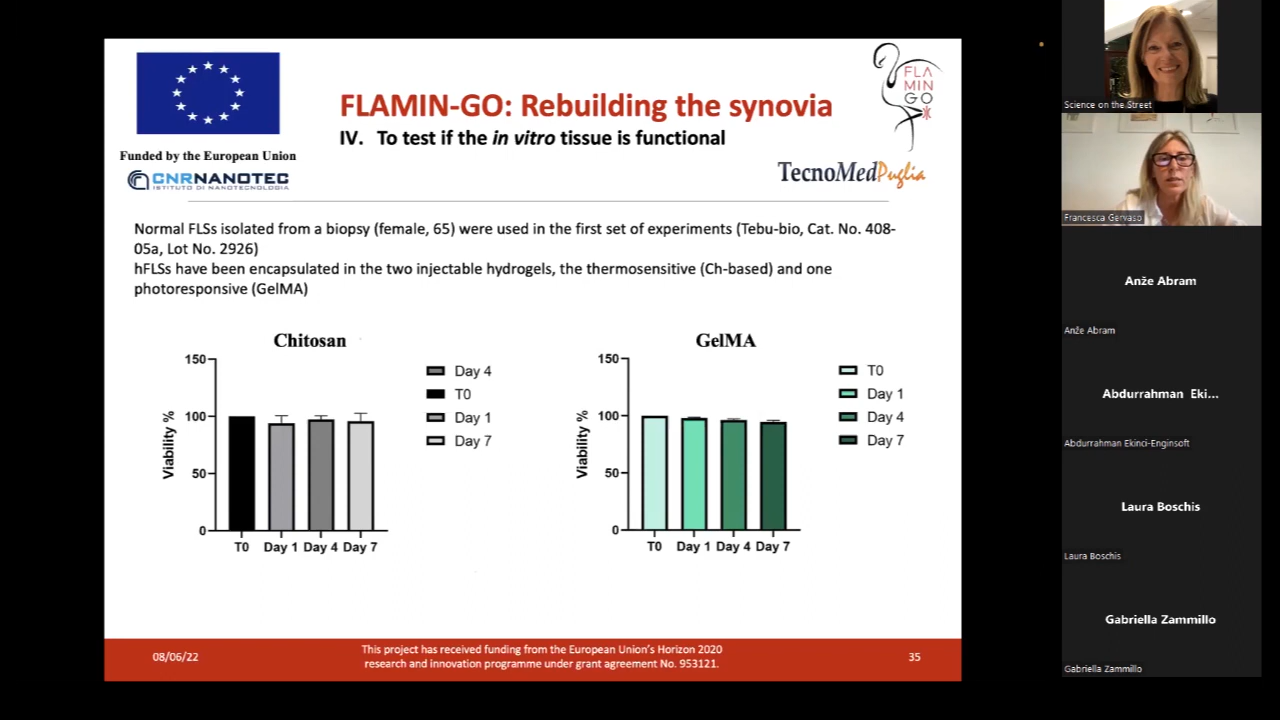 FLAMIN-GO: Rebuilding the synovia
IV. To test if the in vitro tissue is functional
Funded by the European Union
CNRNANOTEC
ISTITUTO DI NANOTECNOLOGIA
FLA
MIN
GO
TecnoMedPuglia
Normal FLSs isolated from a biopsy (female, 65) were used in the first set of experiments (Tebu-bio, Cat. No. 408-
05a, Lot No. 2926)
hFLSs have been encapsulated in the two injectable hydrogels, the thermosensitive (Ch-based) and one
photoresponsive (GelMA)
Chitosan
Viability %
150
100
50
0
T0 Day 1 Day 4 Day 7
Day 4
T0
Day 1
Day 7
GelMA
Viability %
150
100
50
0
T0 Day 1 Day 4 Day 7
T0
Day 1
Day 4
Day 7
08/06/22
This project has received funding from the European Union's Horizon 2020
research and innovation programme under grant agreement No. 953121.
35
Science on the Street
Francesca Gervaso
Anže Abram
Anže Abram
Abdurrahman Eki...
Abdurrahman Ekinci-Enginsoft
Laura Boschis
Laura Boschis
Gabriella Zammillo
Gabriella Zammillo